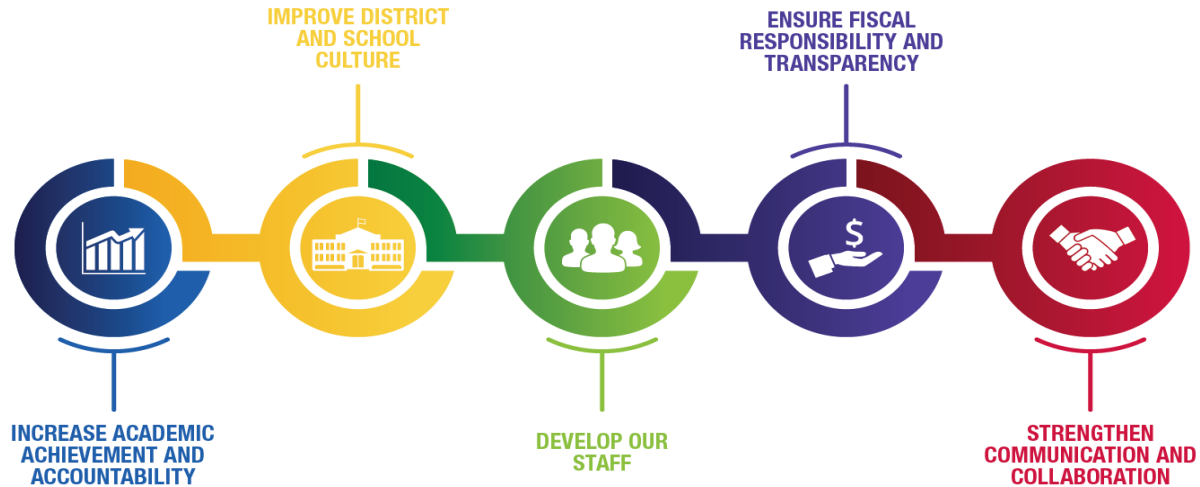 IMPROVE DISTRICT
AND SCHOOL
CULTURE
ENSURE FISCAL
RESPONSIBILITY AND
TRANSPARENCY
$
INCREASE ACADEMIC
ACHIEVEMENT AND
ACCOUNTABILITY
DEVELOP OUR
STAFF
STRENGTHEN
COMMUNICATION AND
COLLABORATION